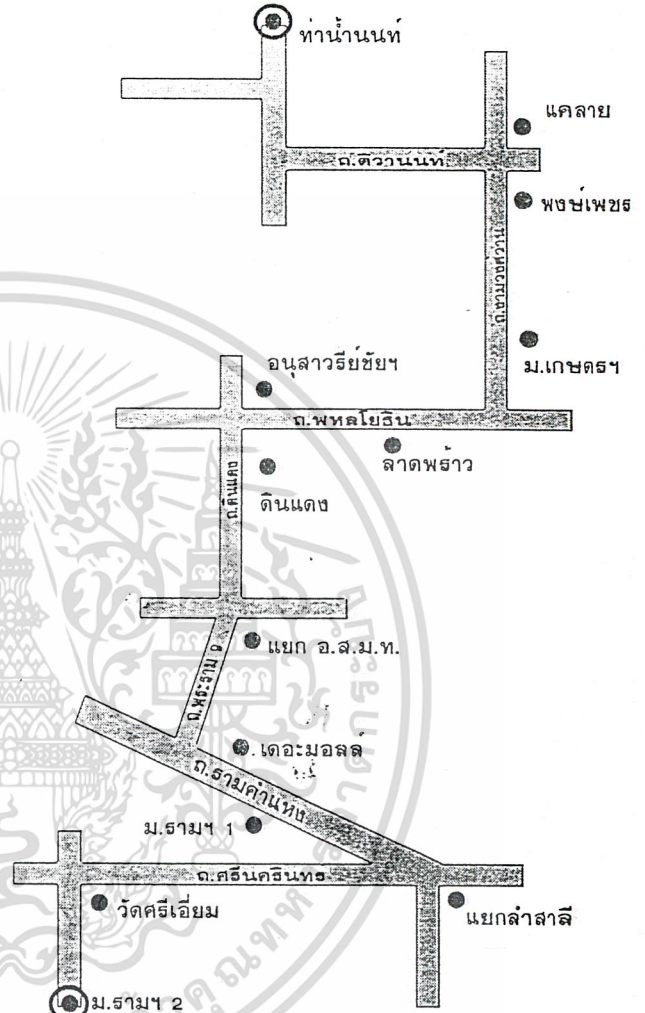 ท่าน้ำนนท์
แคลาย
ถ.ติวานนท์
พงษ์เพชร
ถ.งามวงศ์วาน
ม.เกษตรฯ
อนุสาวรีย์ชัยฯ
ถ.พหลโยธิน
ลาดพร้าว
ถ.ดินแดง
ดินแดง
แยก อ.ส.ม.ท.
ถ.พระราม 9
เดอะมอลล์
ถ.รามคำแหง
ม.รามฯ 1
ถ.ศรีนครินทร
วัดศรีเอี่ยม
แยกลำสาลี
ม.รามฯ 2